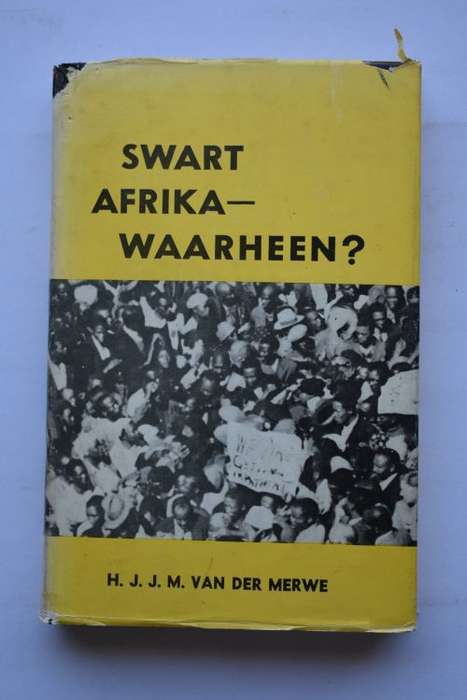 SWART
AFRIKA—
WAARHEEN?
H. J. J. M. VAN DER MERWE